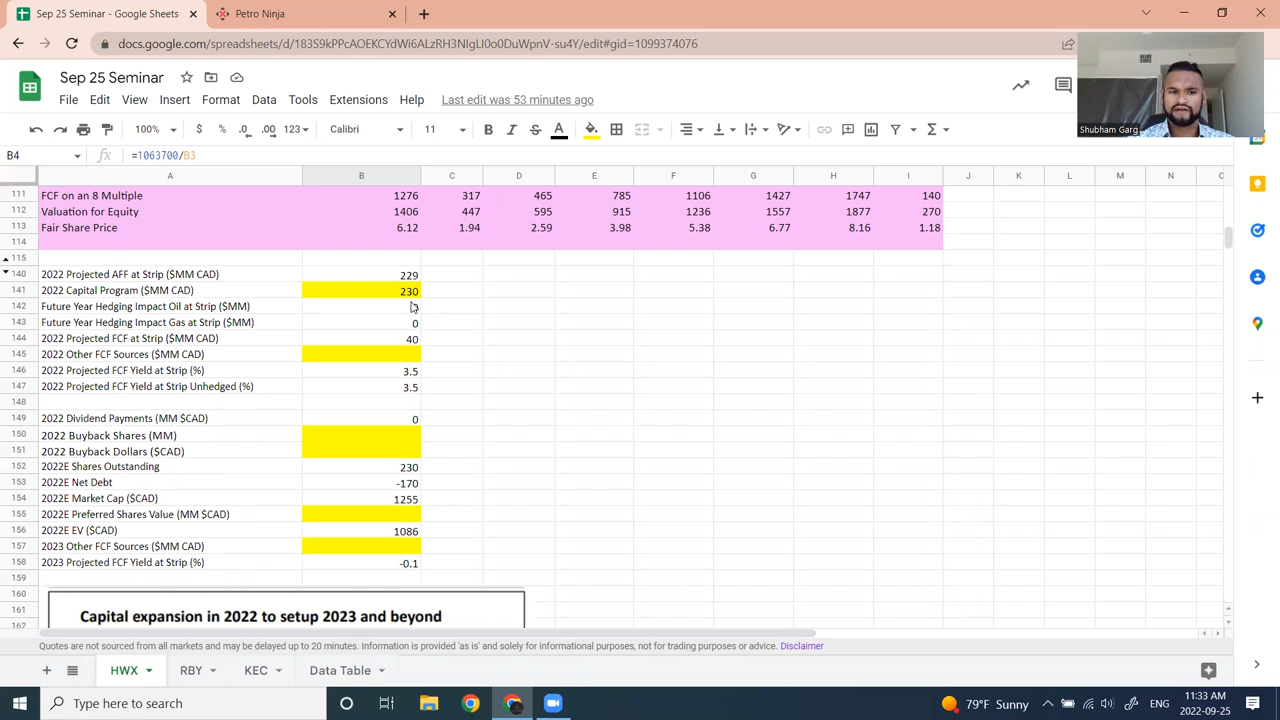 Sep 25 Seminar - Google Sheets
Petro Ninja
docs.google.com/spreadsheets/d/183S9kPPcAOEKCYdWi6ALzRH3NIgLI0o0DuWpnV-su4Y/edit#gid=1099374076
Sep 25 Seminar
File Edit View Insert Format Data Tools Extensions Help Last edit was 53 minutes ago
Shubham Garg
100% $ % .0 .00 123 Calibri 11 B I S A
B4 fx =1063700/B3
A B C D E F G H I J K L M N
111 FCF on an 8 Multiple 1276 317 465 785 1106 1427 1747 140
112 Valuation for Equity 1406 447 595 915 1236 1557 1877 270
113 Fair Share Price 6.12 1.94 2.59 3.98 5.38 6.77 8.16 1.18
114
115
140 2022 Projected AFF at Strip ($MM CAD) 229
141 2022 Capital Program ($MM CAD) 230
142 Future Year Hedging Impact Oil at Strip ($MM)
143 Future Year Hedging Impact Gas at Strip ($MM) 0
144 2022 Projected FCF at Strip ($MM CAD) 40
145 2022 Other FCF Sources ($MM CAD)
146 2022 Projected FCF Yield at Strip (%) 3.5
147 2022 Projected FCF Yield at Strip Unhedged (%) 3.5
148
149 2022 Dividend Payments (MM $CAD) 0
150 2022 Buyback Shares (MM)
151 2022 Buyback Dollars ($CAD)
152 2022E Shares Outstanding 230
153 2022E Net Debt -170
154 2022E Market Cap ($CAD) 1255
155 2022E Preferred Shares Value (MM $CAD)
156 2022E EV ($CAD) 1086
157 2023 Other FCF Sources ($MM CAD)
158 2023 Projected FCF Yield at Strip (%) -0.1
159
160
161 Capital expansion in 2022 to setup 2023 and beyond
162
Quotes are not sourced from all markets and may be delayed up to 20 minutes. Information is provided 'as is' and solely for informational purposes, not for trading purposes or advice. Disclaimer
HWX RBY KEC Data Table
Type here to search
79°F Sunny
ENG
11:33 AM
2022-09-25